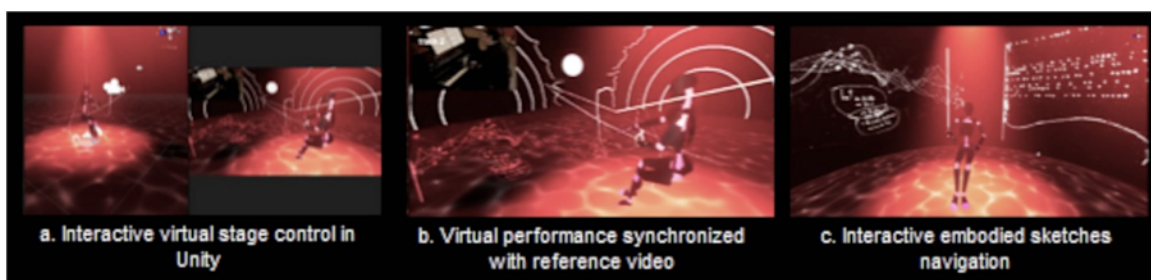 a. Interactive virtual stage control in
Unity
b. Virtual performance synchronized
with reference video
c. Interactive embodied sketches
navigation